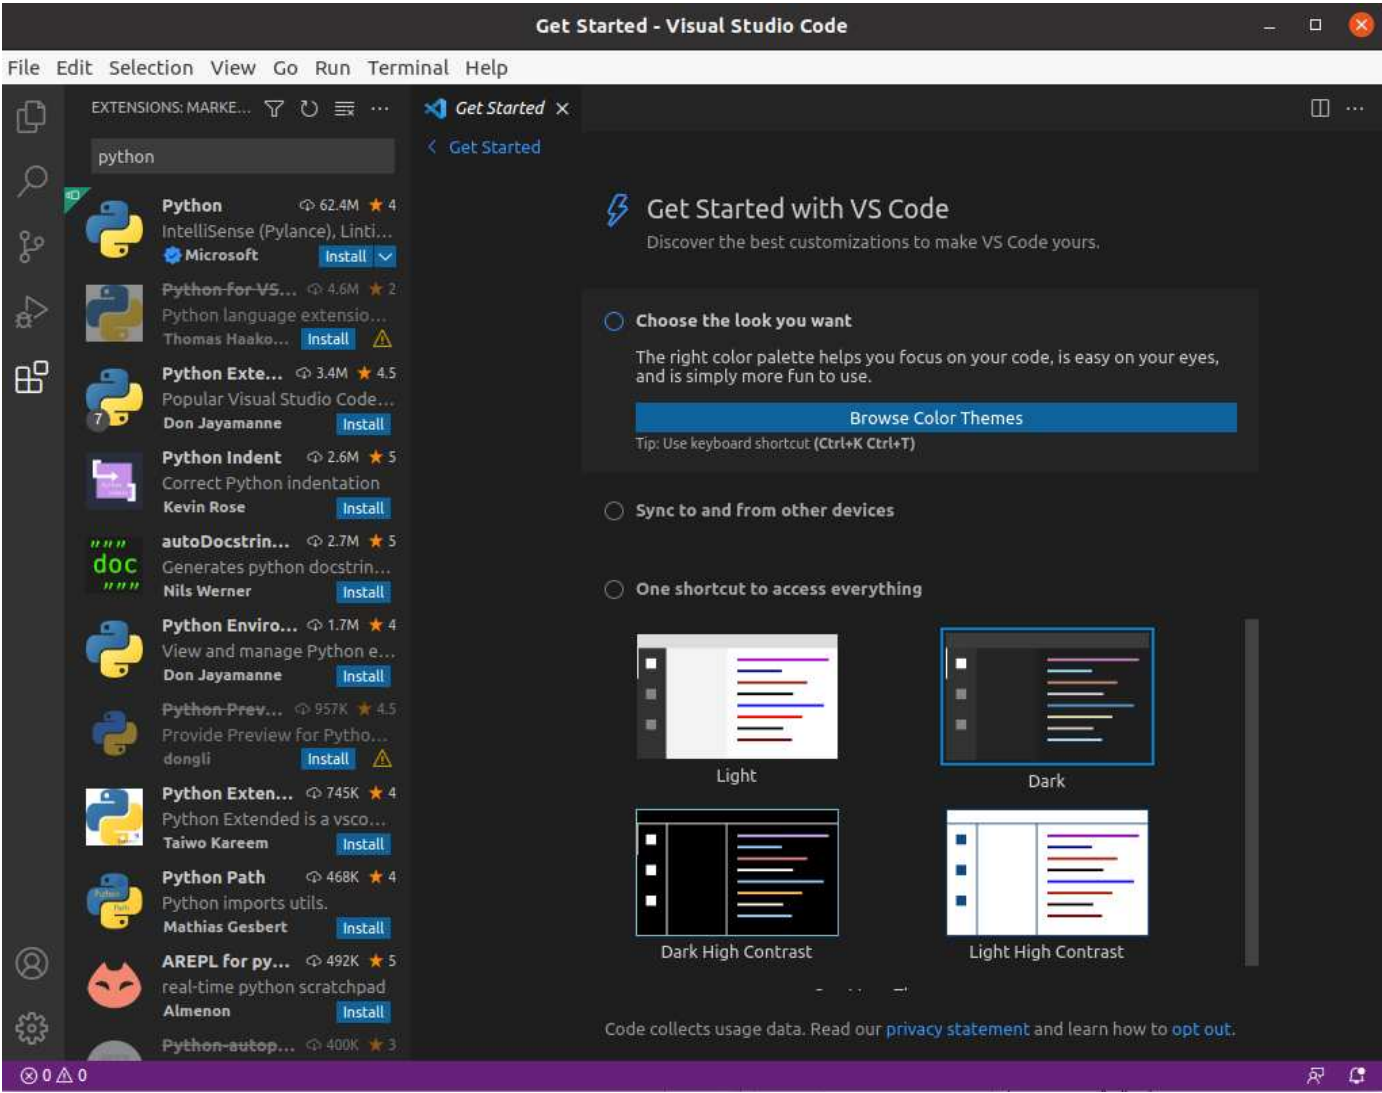 Get Started - Visual Studio Code
File Edit Selection View Go Run Terminal Help
EXTENSIONS: MARKE...
python
Python 62.4M 4
IntelliSense (Pylance), Linti...
Microsoft Install
Python for VS... 4.6M 2
Python language extensio...
Thomas Haako... Install
Python Exte... 3.4M 4.5
Popular Visual Studio Code...
7
Don Jayamanne Install
Python Indent 2.6M 5
Correct Python indentation
Kevin Rose Install
""" doc """
autoDocstrin... 2.7M 5
Generates python docstrin...
Nils Werner Install
Python Enviro... 1.7M 4
View and manage Python e...
Don Jayamanne Install
Python Prev... 957K 4.5
Provide Preview for Pytho...
dongli Install
Python Exten... 745K 4
Python Extended is a vsco...
Taiwo Kareem Install
Python Path 468K 4
Python imports utils.
Mathias Gesbert Install
AREPL for py... 492K 5
real-time python scratchpad
Almenon Install
Python-autop... 400K 3
Get Started
Get Started
Get Started with VS Code
Discover the best customizations to make VS Code yours.
Choose the look you want
The right color palette helps you focus on your code, is easy on your eyes,
and is simply more fun to use.
Browse Color Themes
Tip: Use keyboard shortcut (Ctrl+K Ctrl+T)
Sync to and from other devices
One shortcut to access everything
Light
Dark
Dark High Contrast
Light High Contrast
Code collects usage data. Read our privacy statement and learn how to opt out.
0 0